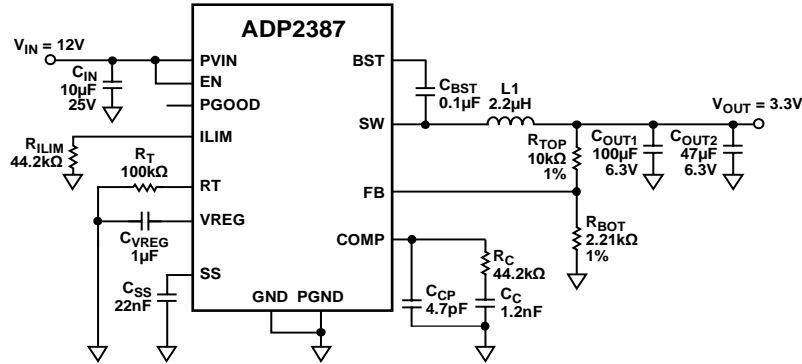 ADP2387
V_IN = 12V
C_IN
10µF
25V
PVIN
EN
PGOOD
ILIM
R_ILIM
44.2kΩ
R_T
100kΩ
RT
VREG
C_VREG
1µF
SS
C_SS
22nF
GND PGND
BST
C_BST
0.1µF
L1
2.2µH
SW
V_OUT = 3.3V
R_TOP
10kΩ
1%
C_OUT1
100µF
6.3V
C_OUT2
47µF
6.3V
FB
R_BOT
2.21kΩ
1%
COMP
R_C
44.2kΩ
C_CP
4.7pF
C_C
1.2nF